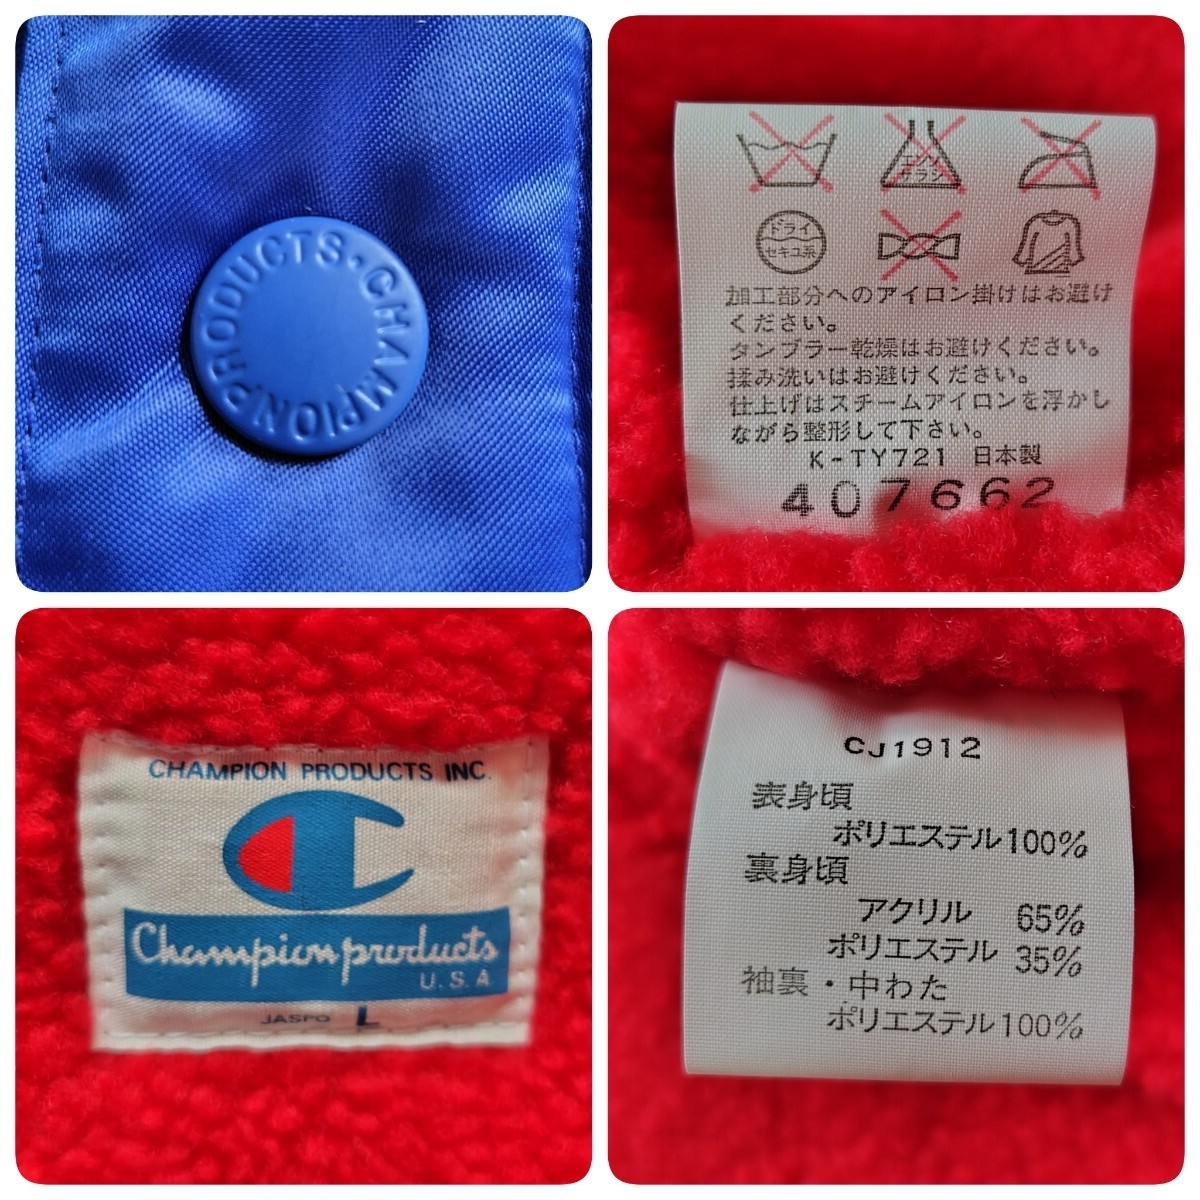 PRODUCTS・CHAMPION
エンソ
チラシ
ドライ
セキユ系
加工部分へのアイロン掛けはお避け
ください。
タンブラー乾燥はお避けください。
揉み洗いはお避けください。
仕上げはスチームアイロンを浮かし
ながら整形して下さい。
K-TY721 日本製
407662
CHAMPION PRODUCTS INC.
Champion products
U.S.A.
JASPO L
CJ1912
表身頃
ポリエステル100%
裏身頃
アクリル 65%
ポリエステル 35%
袖裏・中わた
ポリエステル100%